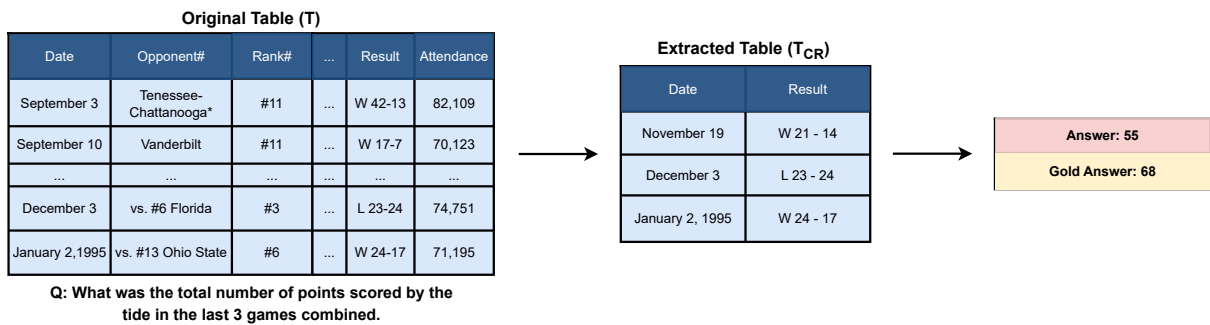 Original Table (T)
Date Opponent# Rank# ... Result Attendance
September 3 Tenessee-Chattanooga* #11 ... W 42-13 82,109
September 10 Vanderbilt #11 ... W 17-7 70,123
... ... ... ... ... ...
December 3 vs. #6 Florida #3 ... L 23-24 74,751
January 2,1995 vs. #13 Ohio State #6 ... W 24-17 71,195
Q: What was the total number of points scored by the
tide in the last 3 games combined.
Extracted Table (TCR)
Date Result
November 19 W 21 - 14
December 3 L 23 - 24
January 2, 1995 W 24 - 17
Answer: 55
Gold Answer: 68